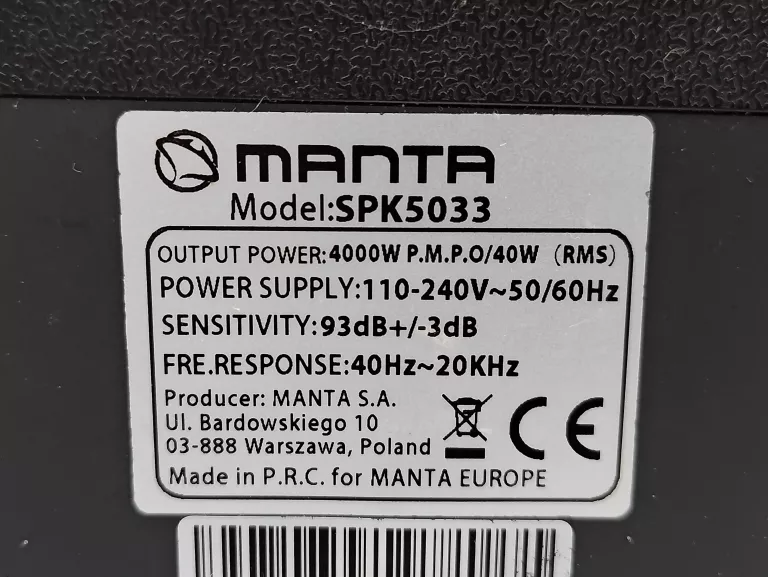 MANTA
Model:SPK5033
OUTPUT POWER:4000W P.M.P.O/40W (RMS)
POWER SUPPLY:110-240V~50/60Hz
SENSITIVITY:93dB+/-3dB
FRE.RESPONSE:40Hz~20KHz
Producer: MANTA S.A.
Ul. Bardowskiego 10
03-888 Warszawa, Poland
CE
Made in P.R.C. for MANTA EUROPE